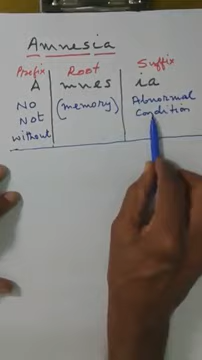 Amnesia
Prefix Root Suffix
A mnes ia
No (memory) Abnormal
Not Condition
without